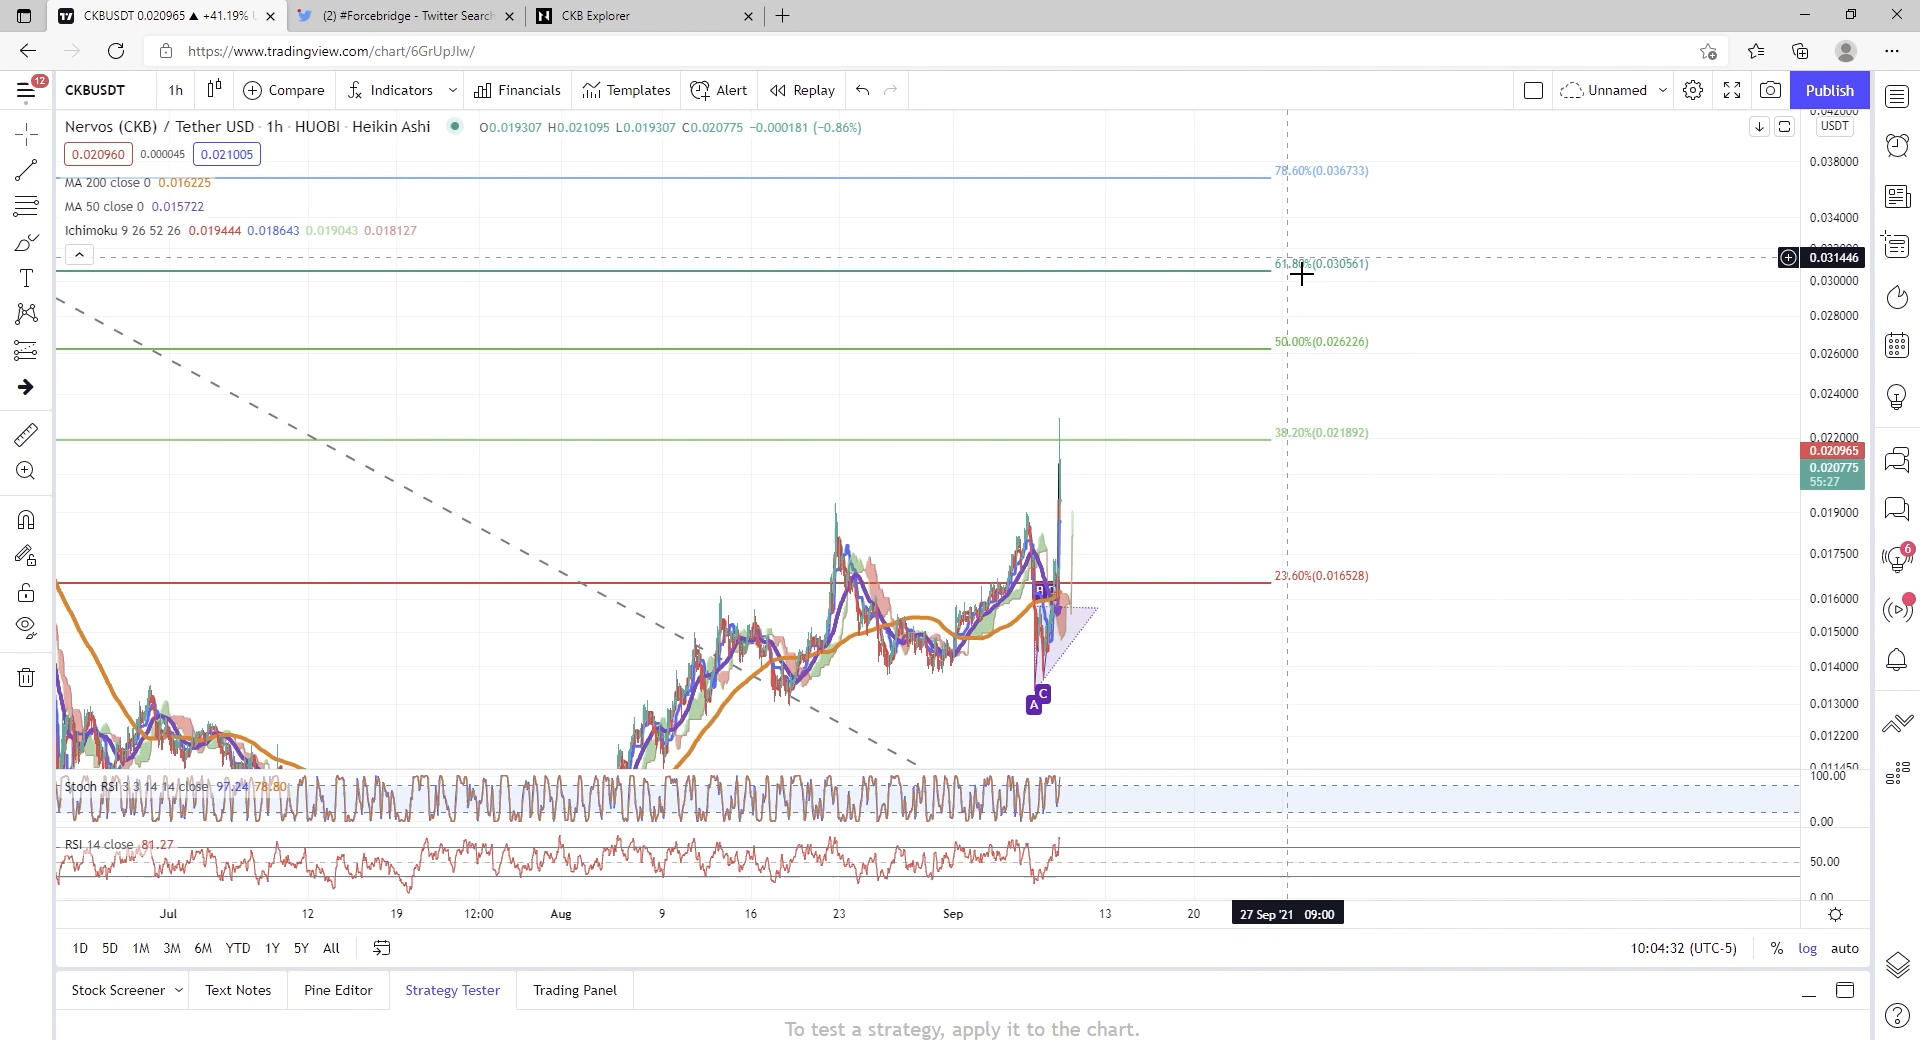 CKBUSDT 0.020965 ▲ +41.19%
(2) #Forcebridge - Twitter Search
CKB Explorer
https://www.tradingview.com/chart/6GrUpJIw/
12
CKBUSDT
1h
Compare
Indicators
Financials
Templates
Alert
Replay
Unnamed
Publish
Nervos (CKB) / Tether USD · 1h · HUOBI · Heikin Ashi
O0.019307 H0.021095 L0.019307 C0.020775 −0.000181 (−0.86%)
USDT
0.020960
0.000045
0.021005
MA 200 close 0 0.016225
MA 50 close 0 0.015722
Ichimoku 9 26 52 26 0.019444 0.018643 0.019043 0.018127
78.60%(0.036733)
61.80%(0.030561)
50.00%(0.026226)
38.20%(0.021892)
23.60%(0.016528)
0.042000
0.038000
0.034000
0.031446
0.030000
0.028000
0.026000
0.024000
0.022000
0.020965
0.020775
55:27
0.019000
0.017500
0.016000
0.015000
0.014000
0.013000
0.012200
0.011450
A
C
Stoch RSI 3 3 14 14 close 97.24 78.80
100.00
0.00
RSI 14 close 81.27
50.00
0.00
Jul
12
19
12:00
Aug
9
16
23
Sep
13
20
27 Sep '21 09:00
1D
5D
1M
3M
6M
YTD
1Y
5Y
All
10:04:32 (UTC-5)
%
log
auto
Stock Screener
Text Notes
Pine Editor
Strategy Tester
Trading Panel
To test a strategy, apply it to the chart.
6